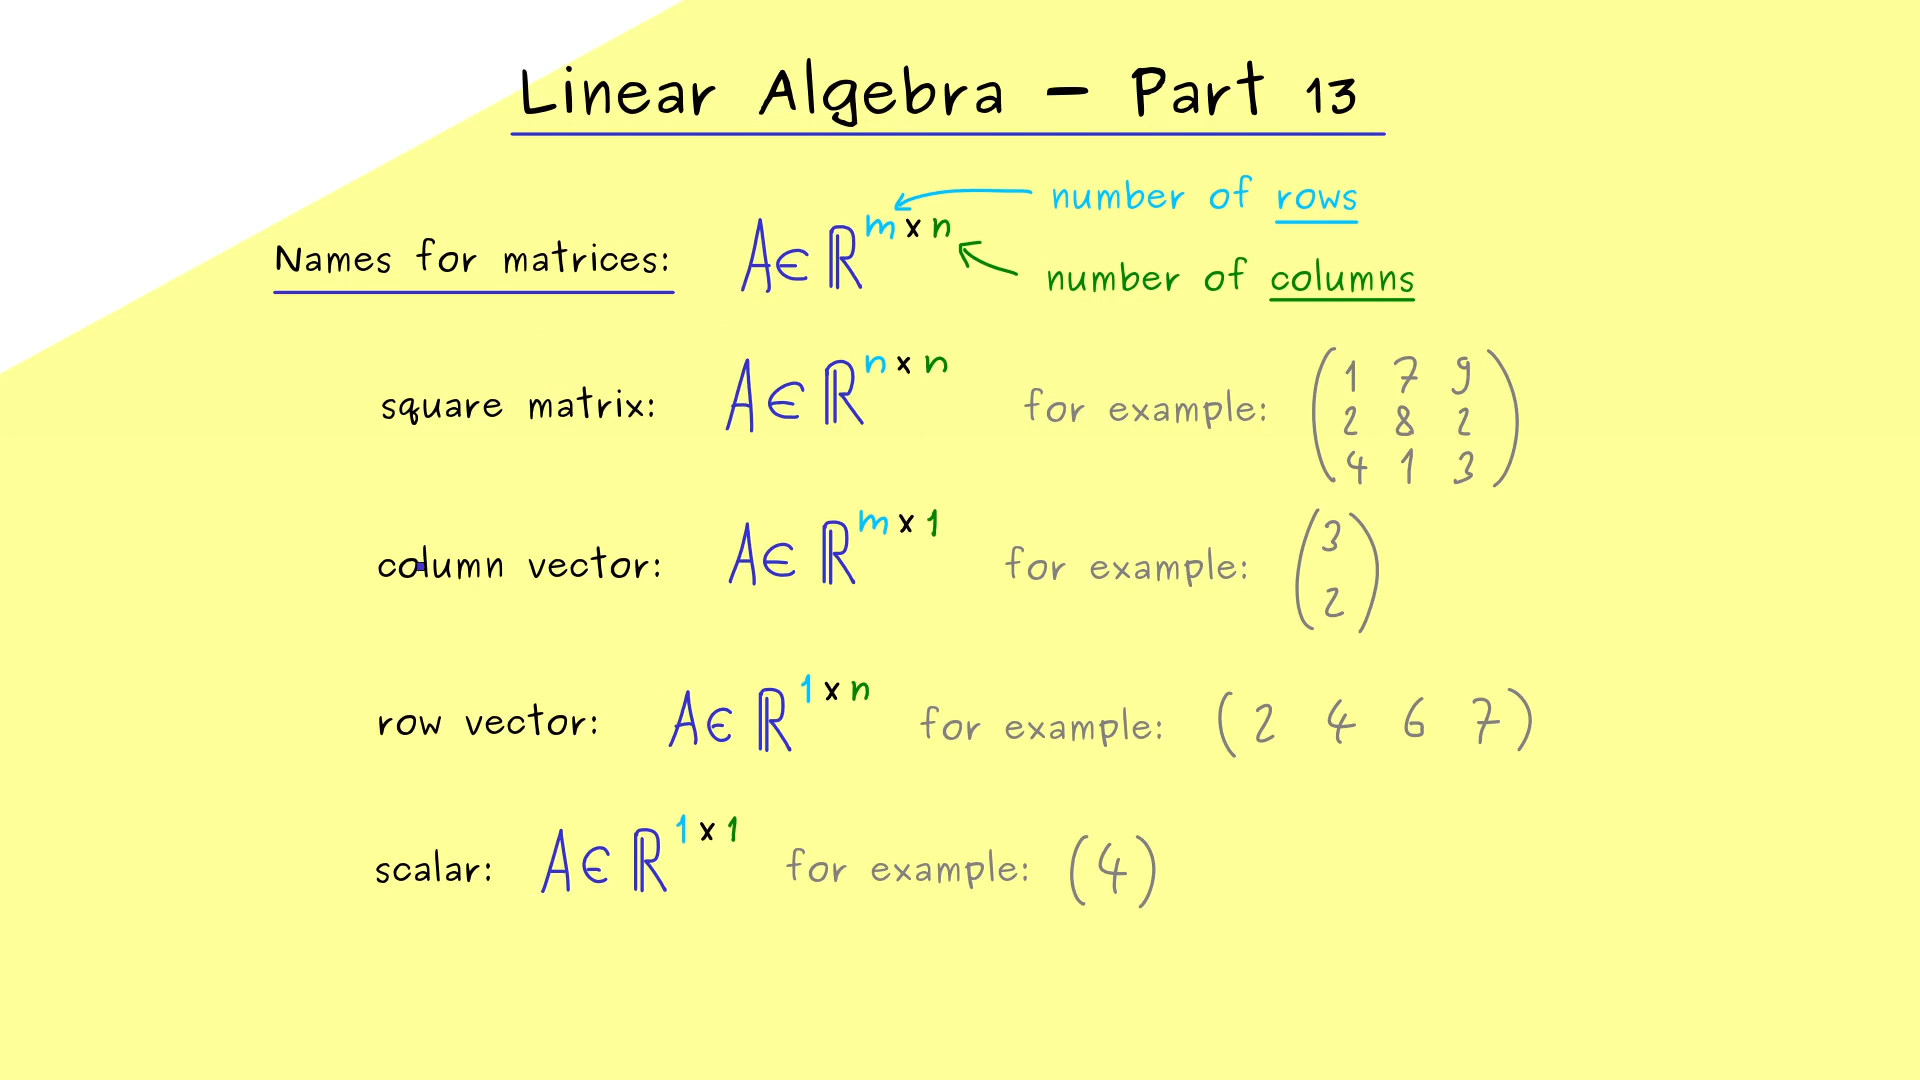 Linear Algebra – Part 13
number of rows
Names for matrices: A ∈ ℝ^{m×n}
number of columns
square matrix: A ∈ ℝ^{n×n} for example: ( 1 7 9
2 8 2
4 1 3 )
column vector: A ∈ ℝ^{m×1} for example: ( 3
2 )
row vector: A ∈ ℝ^{1×n} for example: ( 2 4 6 7 )
scalar: A ∈ ℝ^{1×1} for example: ( 4 )